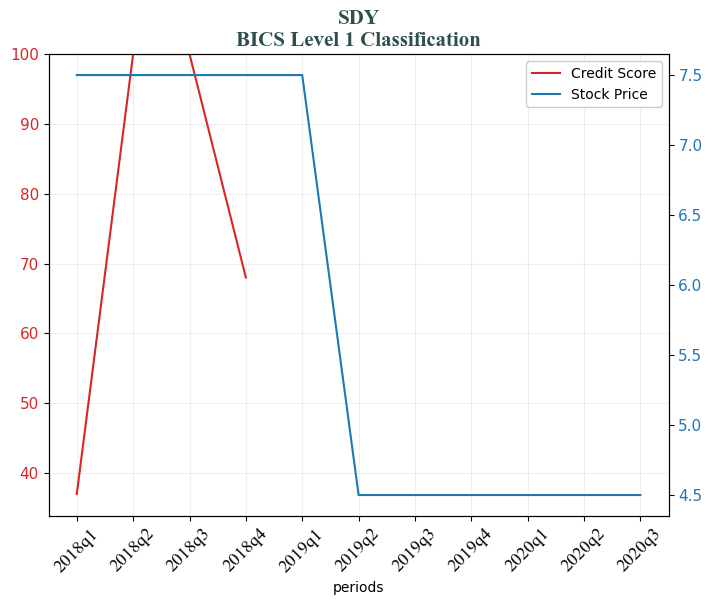 SDY
BICS Level 1 Classification
Credit Score
Stock Price
100
90
80
70
60
50
40
7.5
7.0
6.5
6.0
5.5
5.0
4.5
2018q1
2018q2
2018q3
2018q4
2019q1
2019q2
2019q3
2019q4
2020q1
2020q2
2020q3
periods